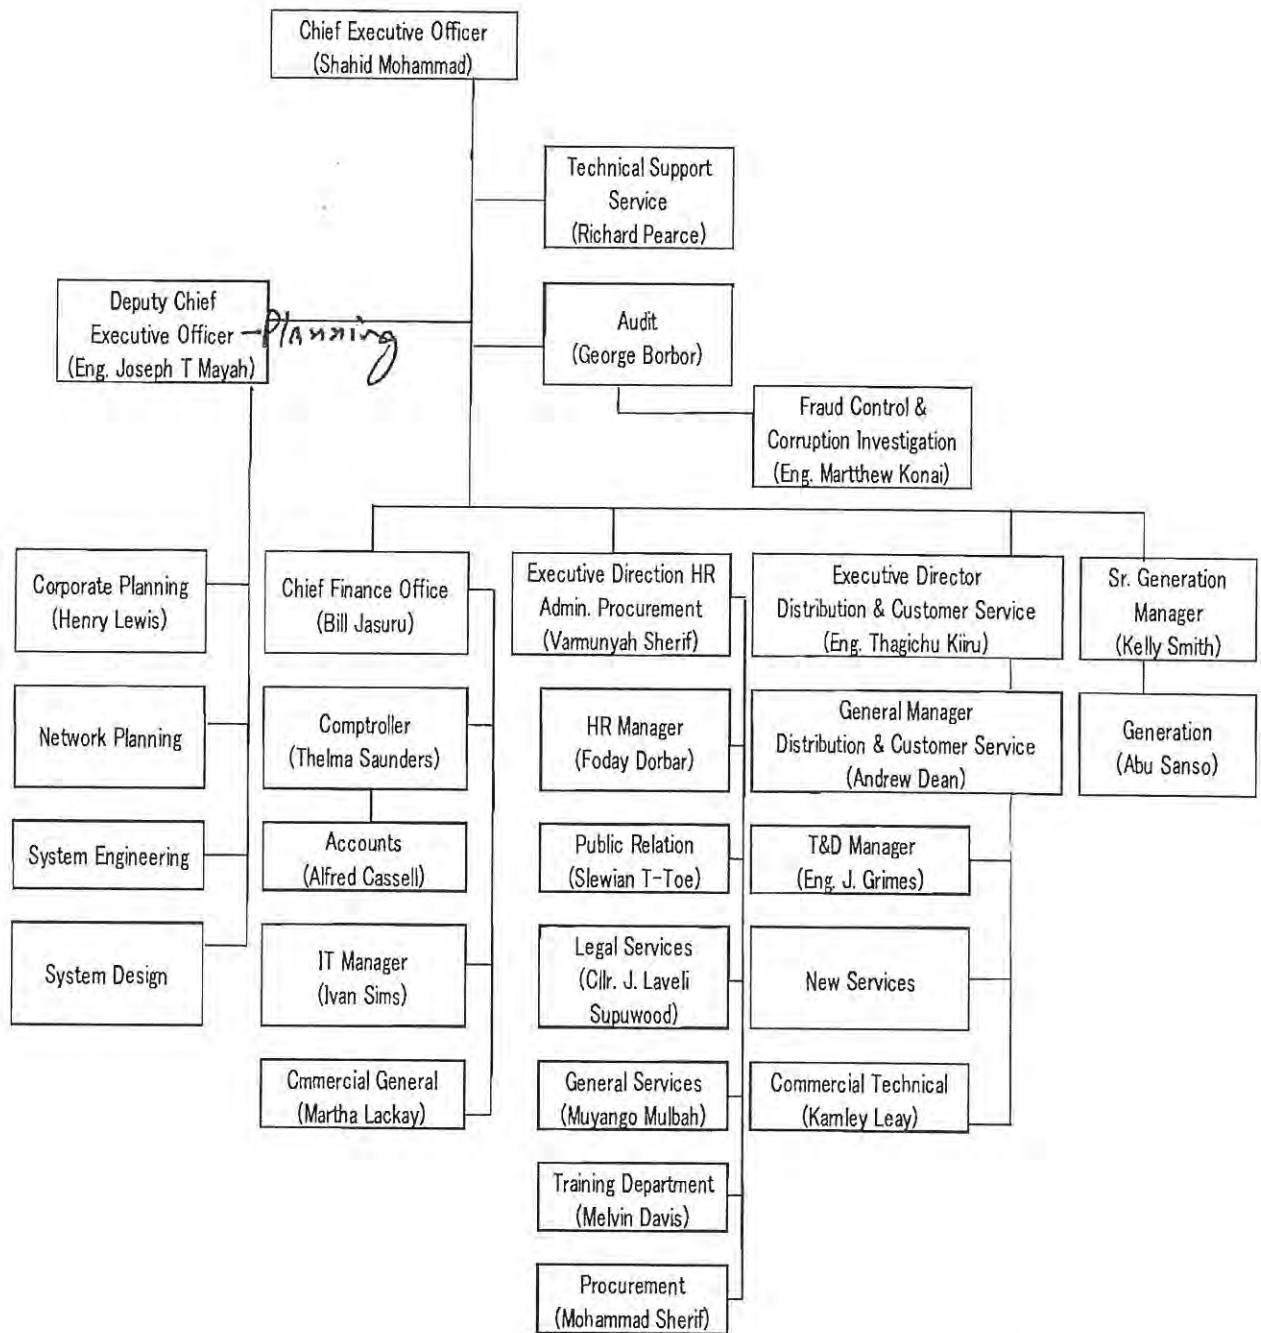 Chief Executive Officer
(Shahid Mohammad)
Technical Support
Service
(Richard Pearce)
Deputy Chief
Executive Officer - Planning
(Eng. Joseph T Mayah)
Audit
(George Borbor)
Fraud Control &
Corruption Investigation
(Eng. Martthew Konai)
Corporate Planning
(Henry Lewis)
Network Planning
System Engineering
System Design
Chief Finance Office
(Bill Jasuru)
Comptroller
(Thelma Saunders)
Accounts
(Alfred Cassell)
IT Manager
(Ivan Sims)
Cmmercial General
(Martha Lackay)
Executive Direction HR
Admin. Procurement
(Varmunyah Sherif)
HR Manager
(Foday Dorbar)
Public Relation
(Slewian T-Toe)
Legal Services
(Cllr. J. Laveli
Supuwood)
General Services
(Muyango Mulbah)
Training Department
(Melvin Davis)
Procurement
(Mohammad Sherif)
Executive Director
Distribution & Customer Service
(Eng. Thagichu Kiiru)
General Manager
Distribution & Customer Service
(Andrew Dean)
T&D Manager
(Eng. J. Grimes)
New Services
Commercial Technical
(Kamley Leay)
Sr. Generation
Manager
(Kelly Smith)
Generation
(Abu Sanso)